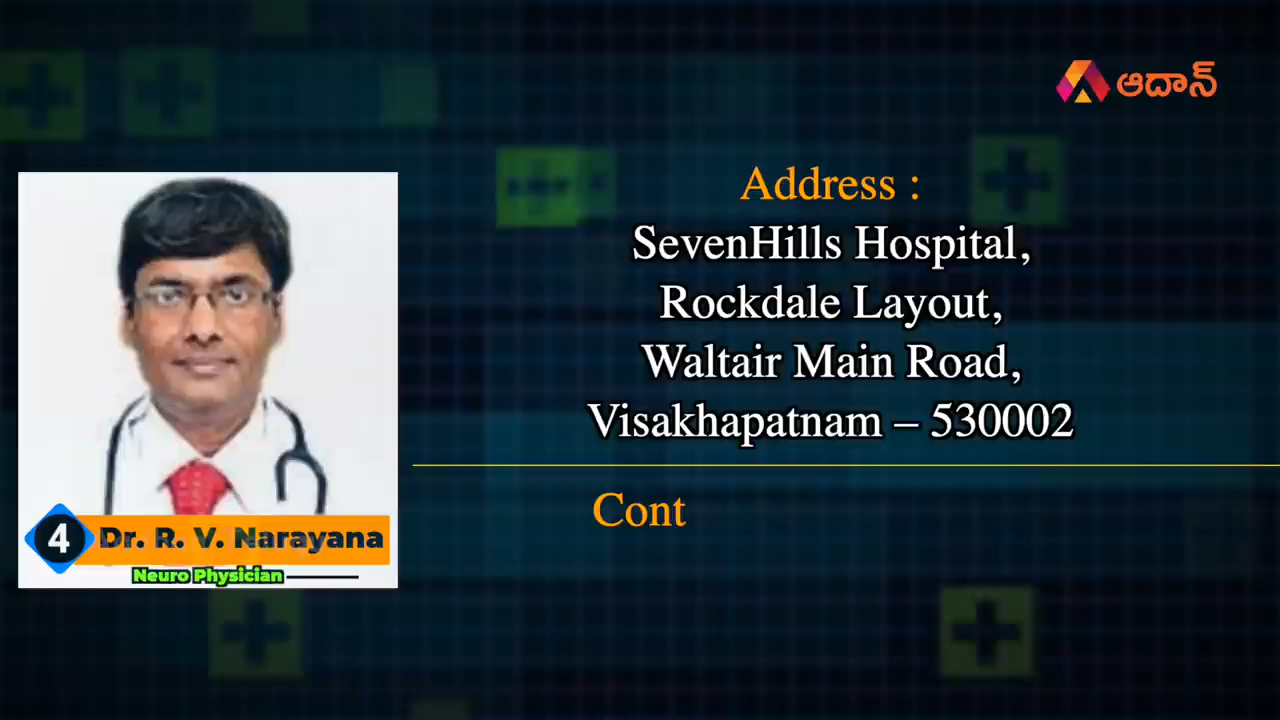 ఆదాన్
Address :
SevenHills Hospital,
Rockdale Layout,
Waltair Main Road,
Visakhapatnam – 530002
Cont
4
Dr. R. V. Narayana
Neuro Physician